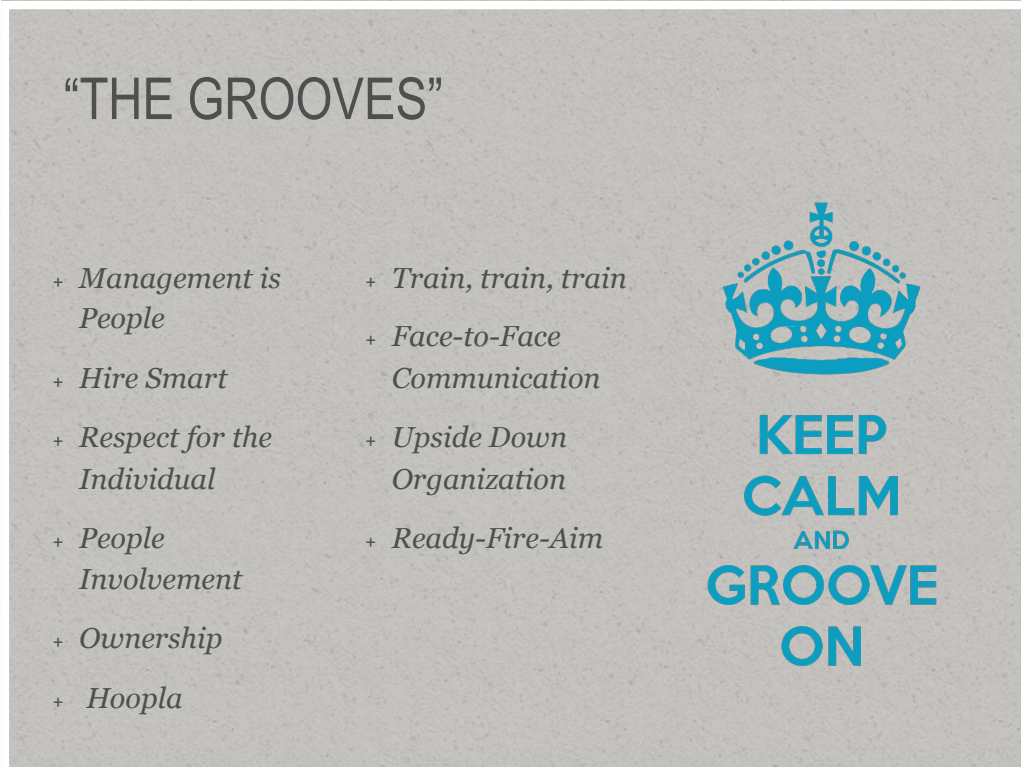 “THE GROOVES”
+ Management is
People
+ Hire Smart
+ Respect for the
Individual
+ People
Involvement
+ Ownership
+ Hoopla
+ Train, train, train
+ Face-to-Face
Communication
+ Upside Down
Organization
+ Ready-Fire-Aim
KEEP
CALM
AND
GROOVE
ON